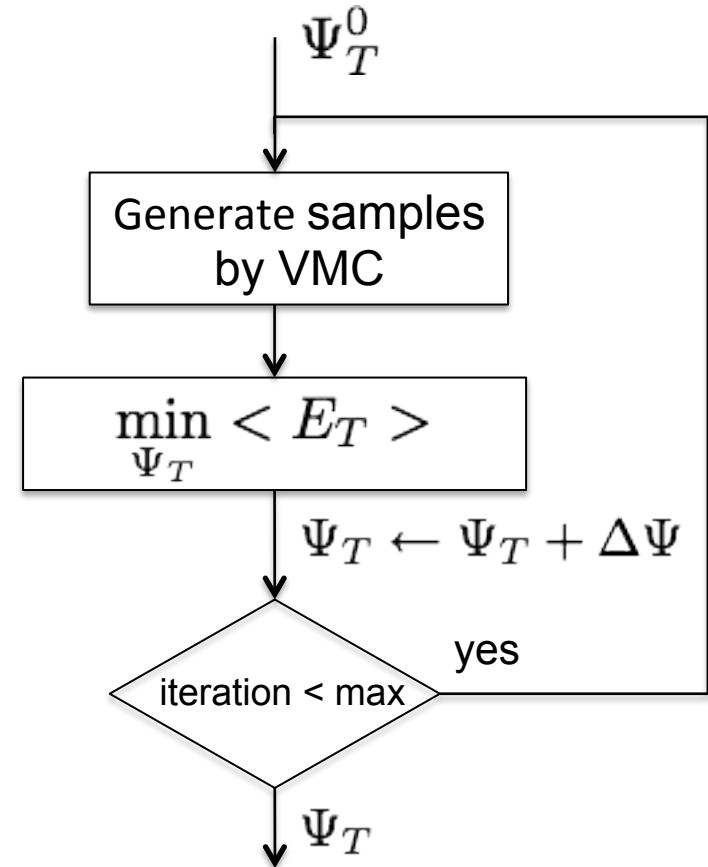 Ψ_T^0
Generate samples
by VMC
min < E_T >
Ψ_T
Ψ_T ← Ψ_T + ΔΨ
yes
iteration < max
Ψ_T